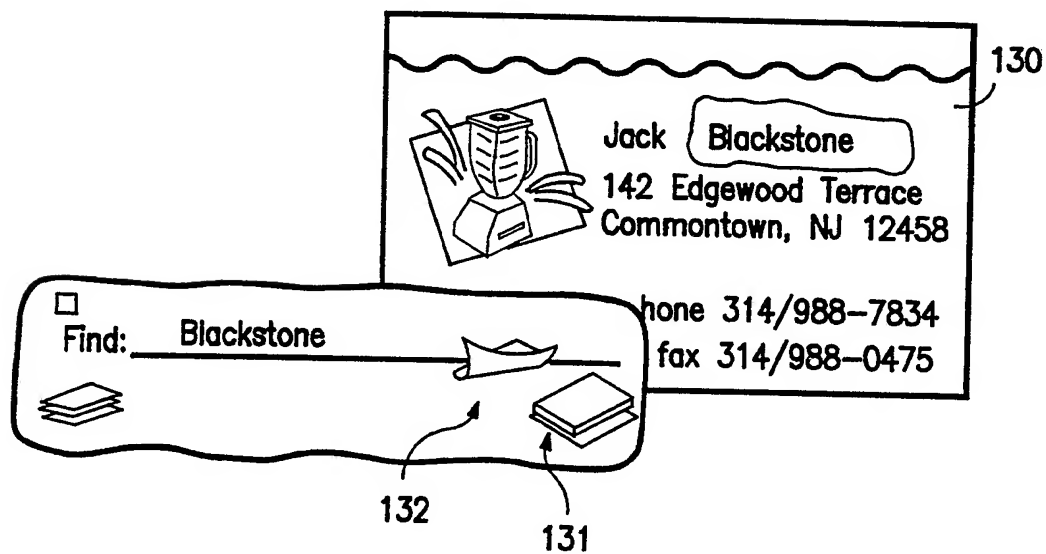 130
Jack Blackstone
142 Edgewood Terrace
Commontown, NJ 12458
hone 314/988-7834
fax 314/988-0475
Find: Blackstone
132
131